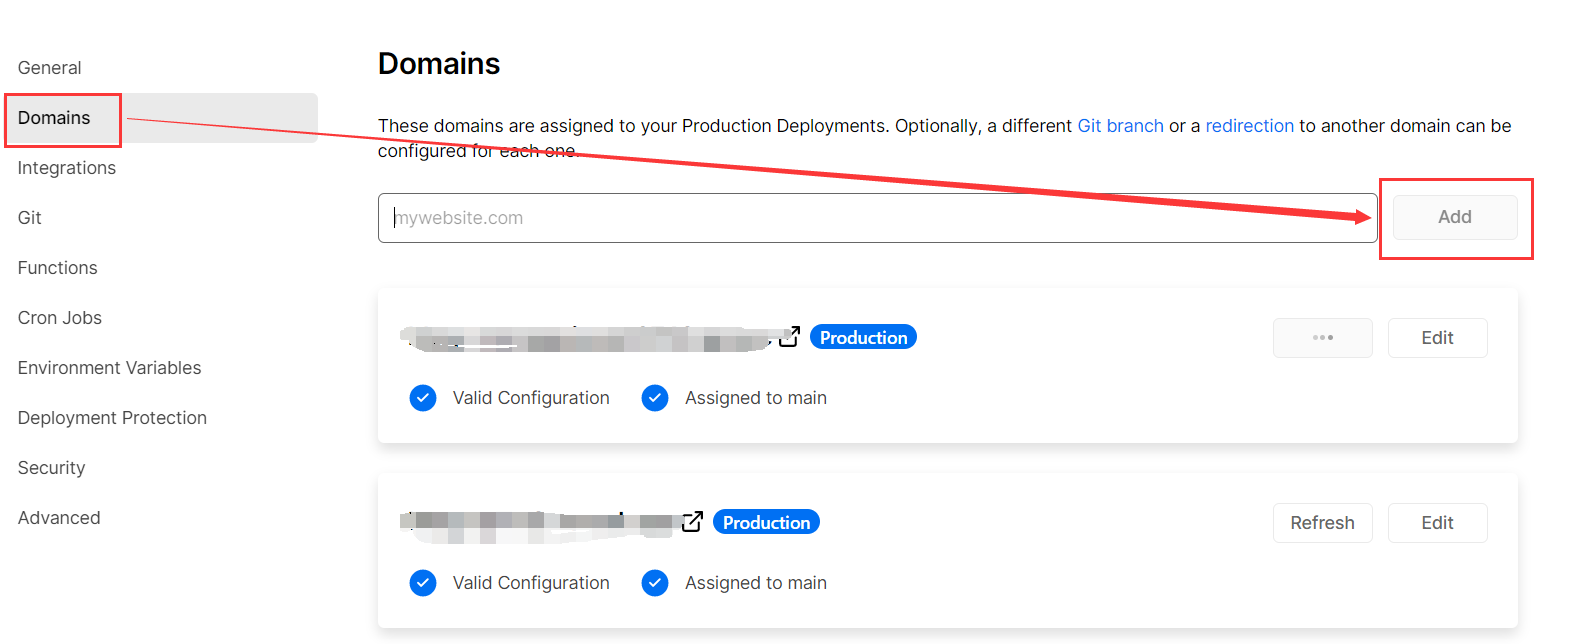 General
Domains
Integrations
Git
Functions
Cron Jobs
Environment Variables
Deployment Protection
Security
Advanced
Domains
These domains are assigned to your Production Deployments. Optionally, a different Git branch or a redirection to another domain can be
configured for each one.
mywebsite.com
Add
Production
Edit
Valid Configuration
Assigned to main
Production
Refresh
Edit
Valid Configuration
Assigned to main